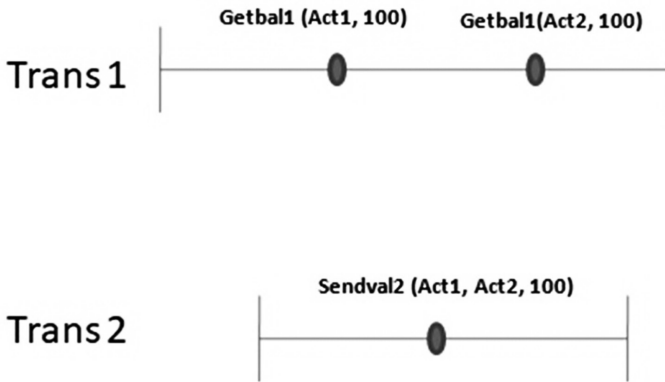 Getbal1 (Act1, 100)
Getbal1(Act2, 100)
Trans 1
Sendval2 (Act1, Act2, 100)
Trans 2